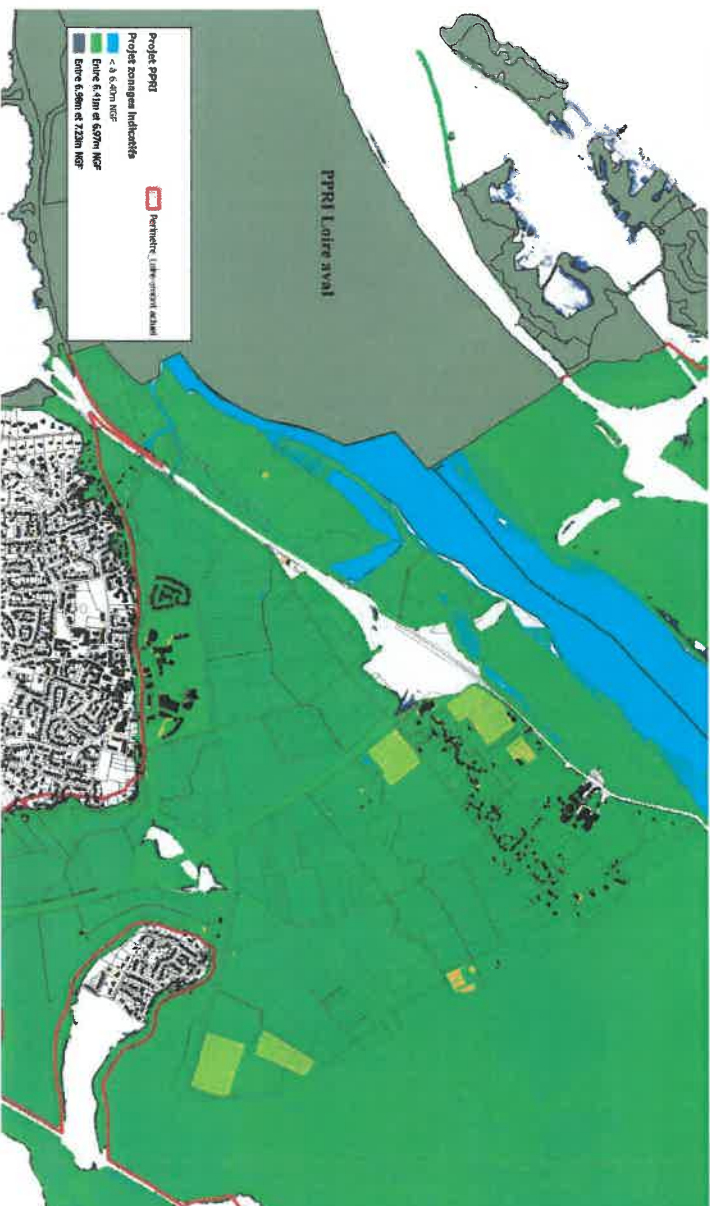 PPRI Loire aval
Projet PPRI
Projet zonages indicatifs
< à 6.40m NGF
Entre 6.41m et 6.97m NGF
Entre 6.98m et 7.23m NGF
Perimetre_Loire-amont actuel